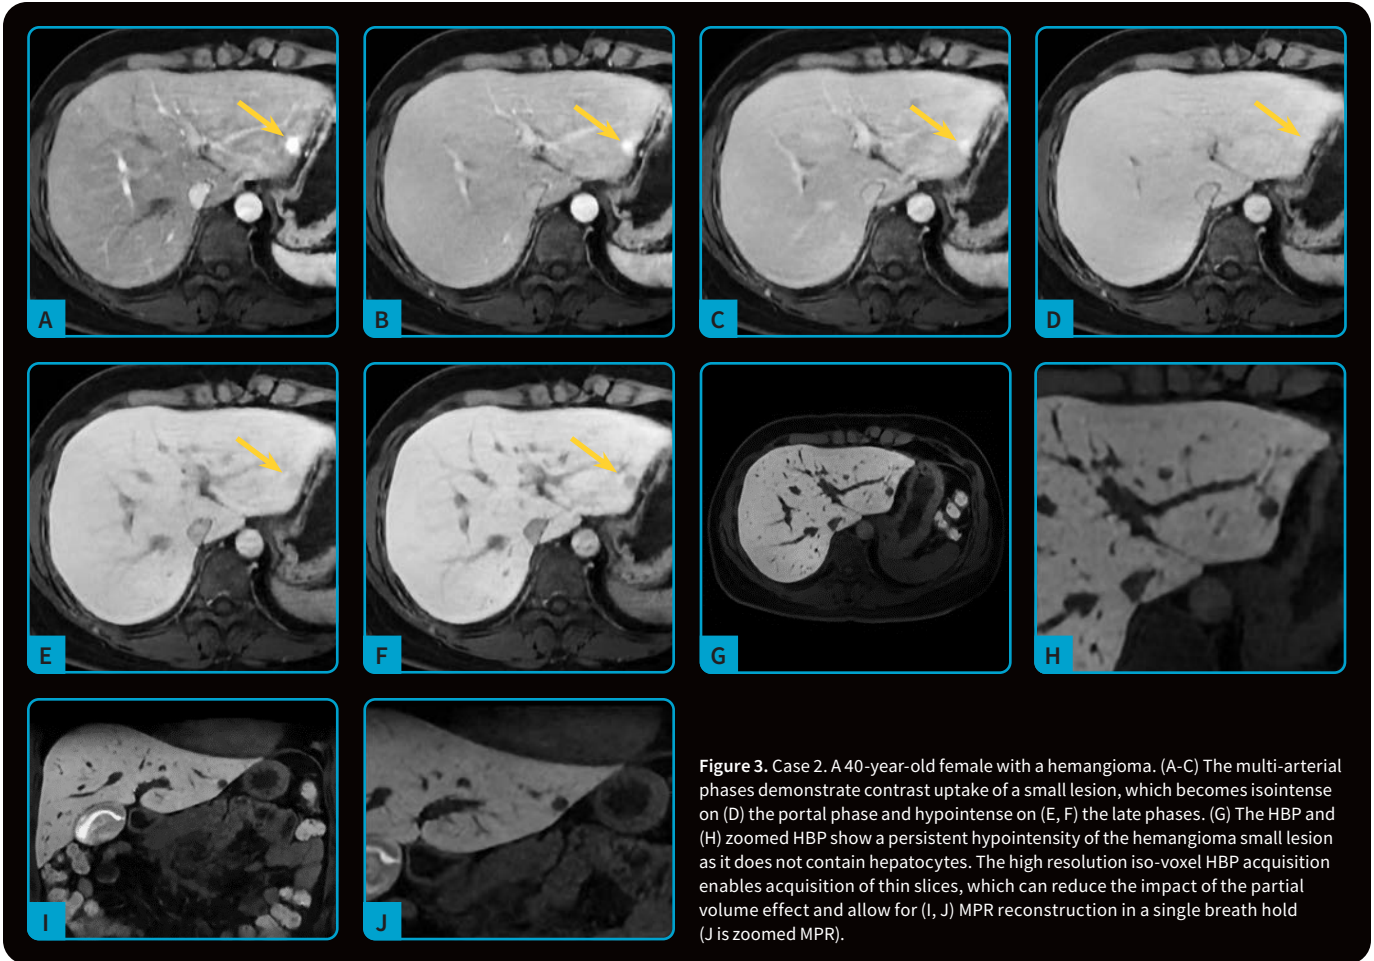 A
B
C
D
E
F
G
H
I
J
Figure 3. Case 2. A 40-year-old female with a hemangioma. (A-C) The multi-arterial
phases demonstrate contrast uptake of a small lesion, which becomes isointense
on (D) the portal phase and hypointense on (E, F) the late phases. (G) The HBP and
(H) zoomed HBP show a persistent hypointensity of the hemangioma small lesion
as it does not contain hepatocytes. The high resolution iso-voxel HBP acquisition
enables acquisition of thin slices, which can reduce the impact of the partial
volume effect and allow for (I, J) MPR reconstruction in a single breath hold
(J is zoomed MPR).